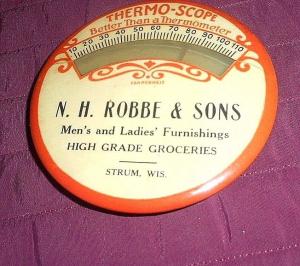 THERMO-SCOPE
Better Than a Thermometer
10 20 30 40 50 60 70 80 90 100 110
FAHRENHEIT
N. H. ROBBE & SONS
Men's and Ladies' Furnishings
HIGH GRADE GROCERIES
STRUM, WIS.